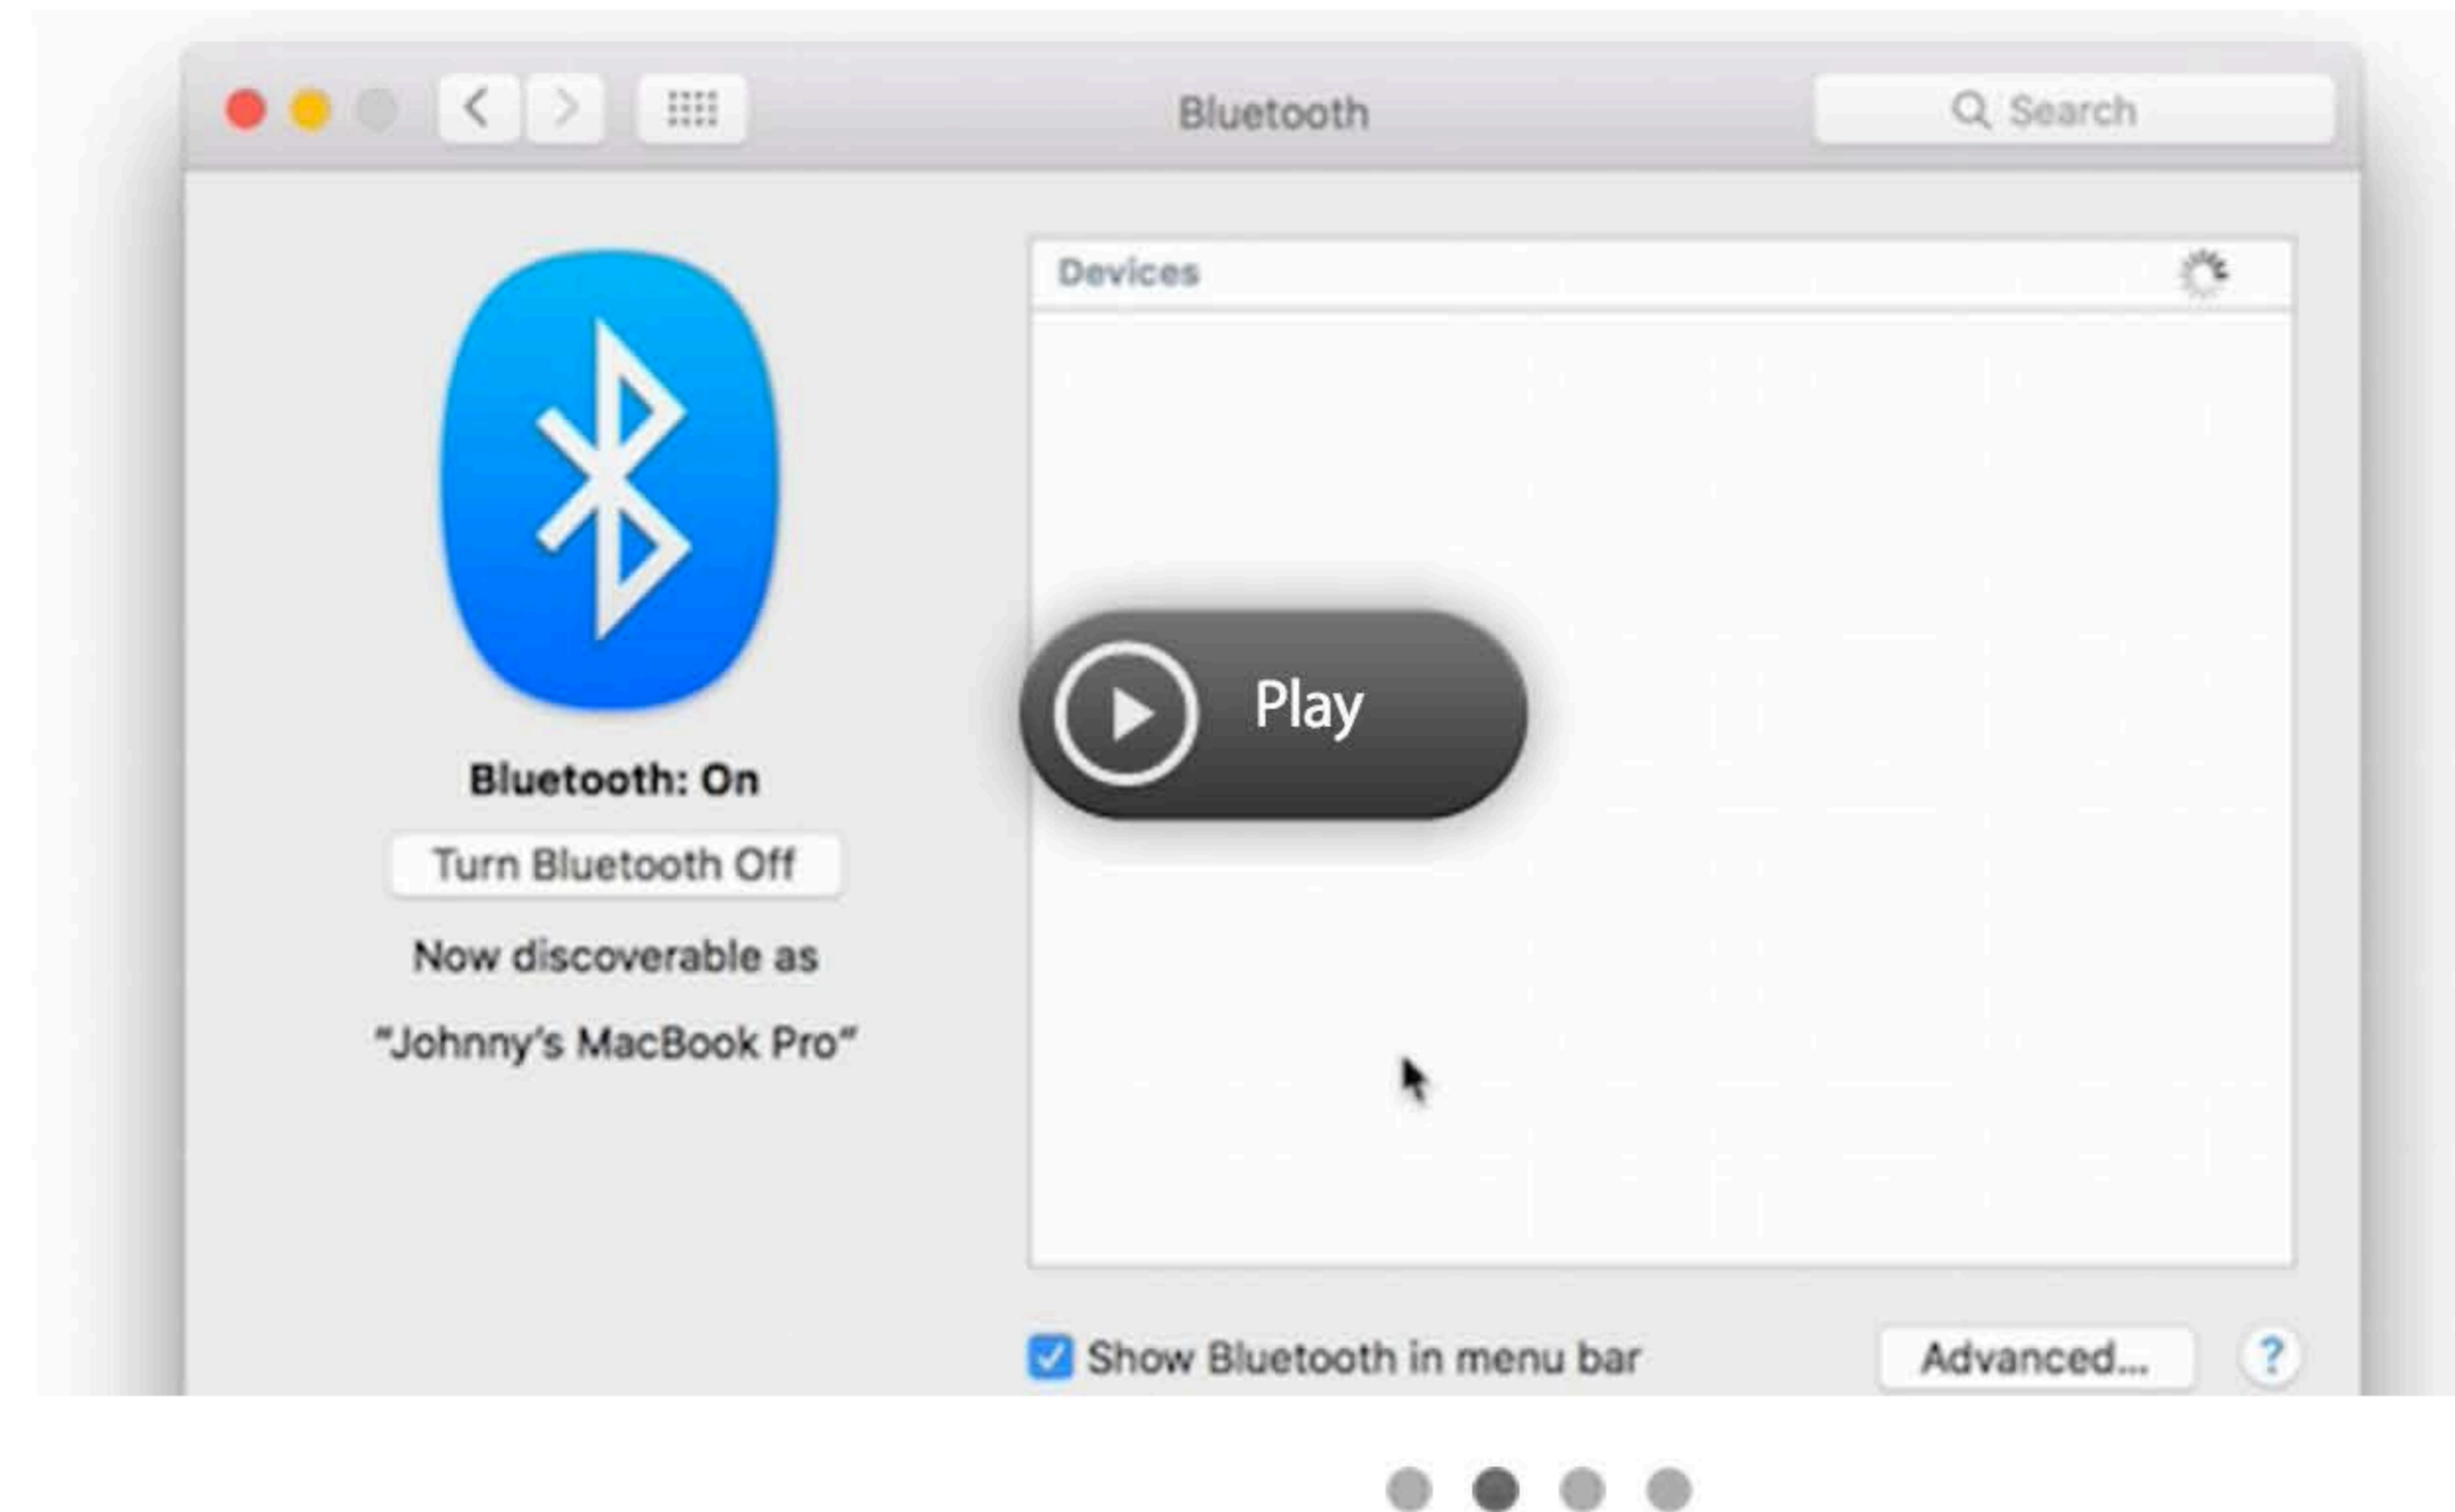 Bluetooth
Search
Devices
Play
Bluetooth: On
Turn Bluetooth Off
Now discoverable as
“Johnny’s MacBook Pro”
Show Bluetooth in menu bar
Advanced...
?